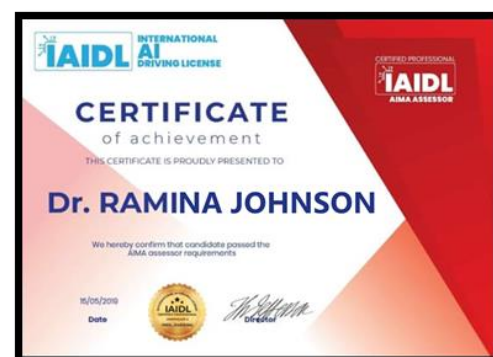 IAIDL
INTERNATIONAL
AI
DRIVING LICENSE
CERTIFIED PROFESSIONAL
IAIDL
AIMA ASSESSOR
CERTIFICATE
of achievement
THIS CERTIFICATE IS PROUDLY PRESENTED TO
Dr. RAMINA JOHNSON
We hereby confirm that candidate passed the
AIMA assessor requirements
15/05/2019
Date
IAIDL
Director